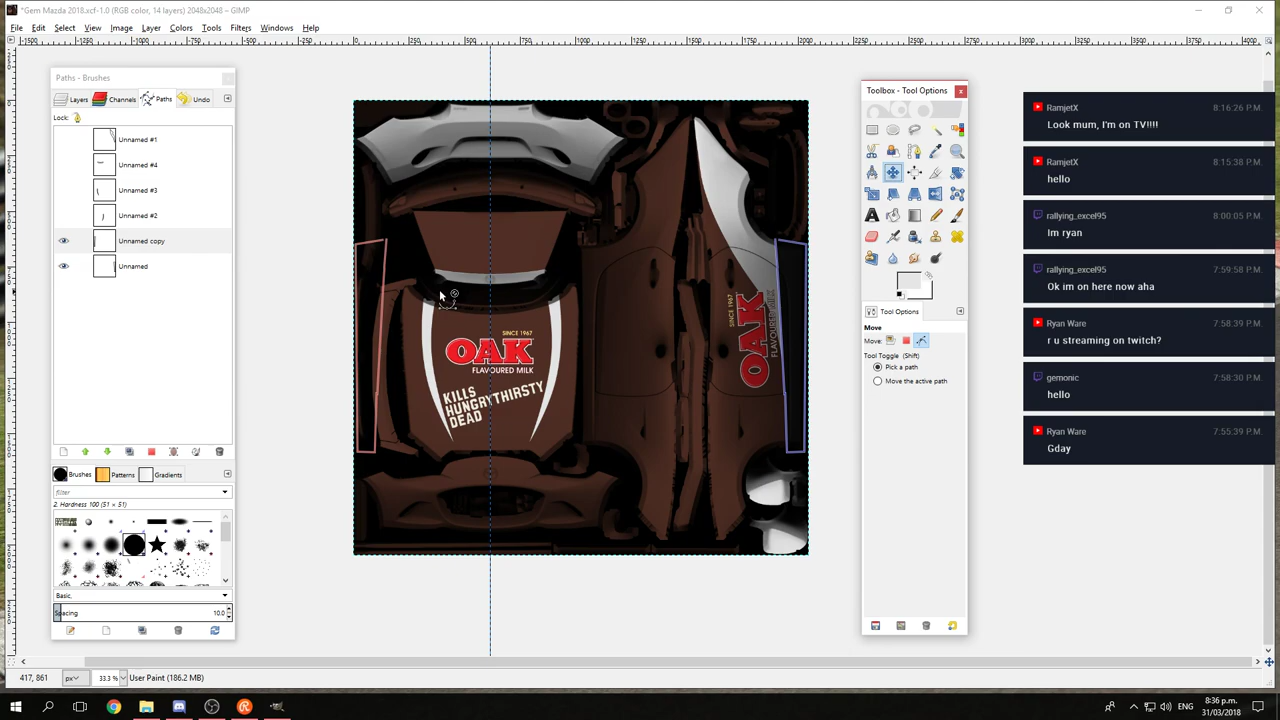 *Gem Mazda 2018.xcf-1.0 (RGB color, 14 layers) 2048x2048 – GIMP
File Edit Select View Image Layer Colors Tools Filters Windows Help
Paths - Brushes
Layers Channels Paths Undo
Lock:
Unnamed #1
Unnamed #4
Unnamed #3
Unnamed #2
Unnamed copy
Unnamed
Brushes Patterns Gradients
filter
2. Hardness 100 (51 × 51)
Basic,
Spacing 10.0
SINCE 1967
OAK
FLAVOURED MILK
KILLS
HUNGRYTHIRSTY
DEAD
SINCE 1967
OAK
FLAVOURED MILK
Toolbox - Tool Options
Tool Options
Move
Move:
Tool Toggle (Shift)
Pick a path
Move the active path
RamjetX 8:16:26 P.M.
Look mum, I'm on TV!!!!
RamjetX 8:15:38 P.M.
hello
rallying_excel95 8:00:05 P.M.
Im ryan
rallying_excel95 7:59:58 P.M.
Ok im on here now aha
Ryan Ware 7:58:39 P.M.
r u streaming on twitch?
gemonic 7:58:30 P.M.
hello
Ryan Ware 7:55:39 P.M.
Gday
417, 861 px 33.3 % User Paint (186.2 MB)
ENG
8:36 p.m.
31/03/2018